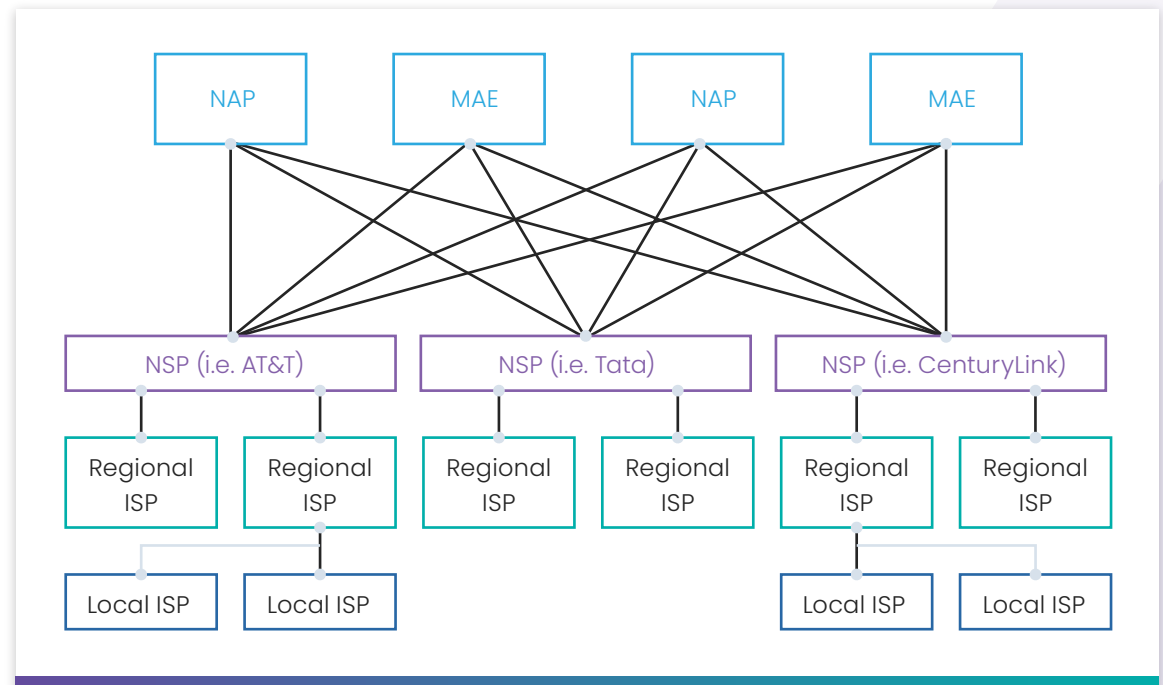 NAP
MAE
NAP
MAE
NSP (i.e. AT&T)
NSP (i.e. Tata)
NSP (i.e. CenturyLink)
Regional
ISP
Regional
ISP
Regional
ISP
Regional
ISP
Regional
ISP
Regional
ISP
Local ISP
Local ISP
Local ISP
Local ISP